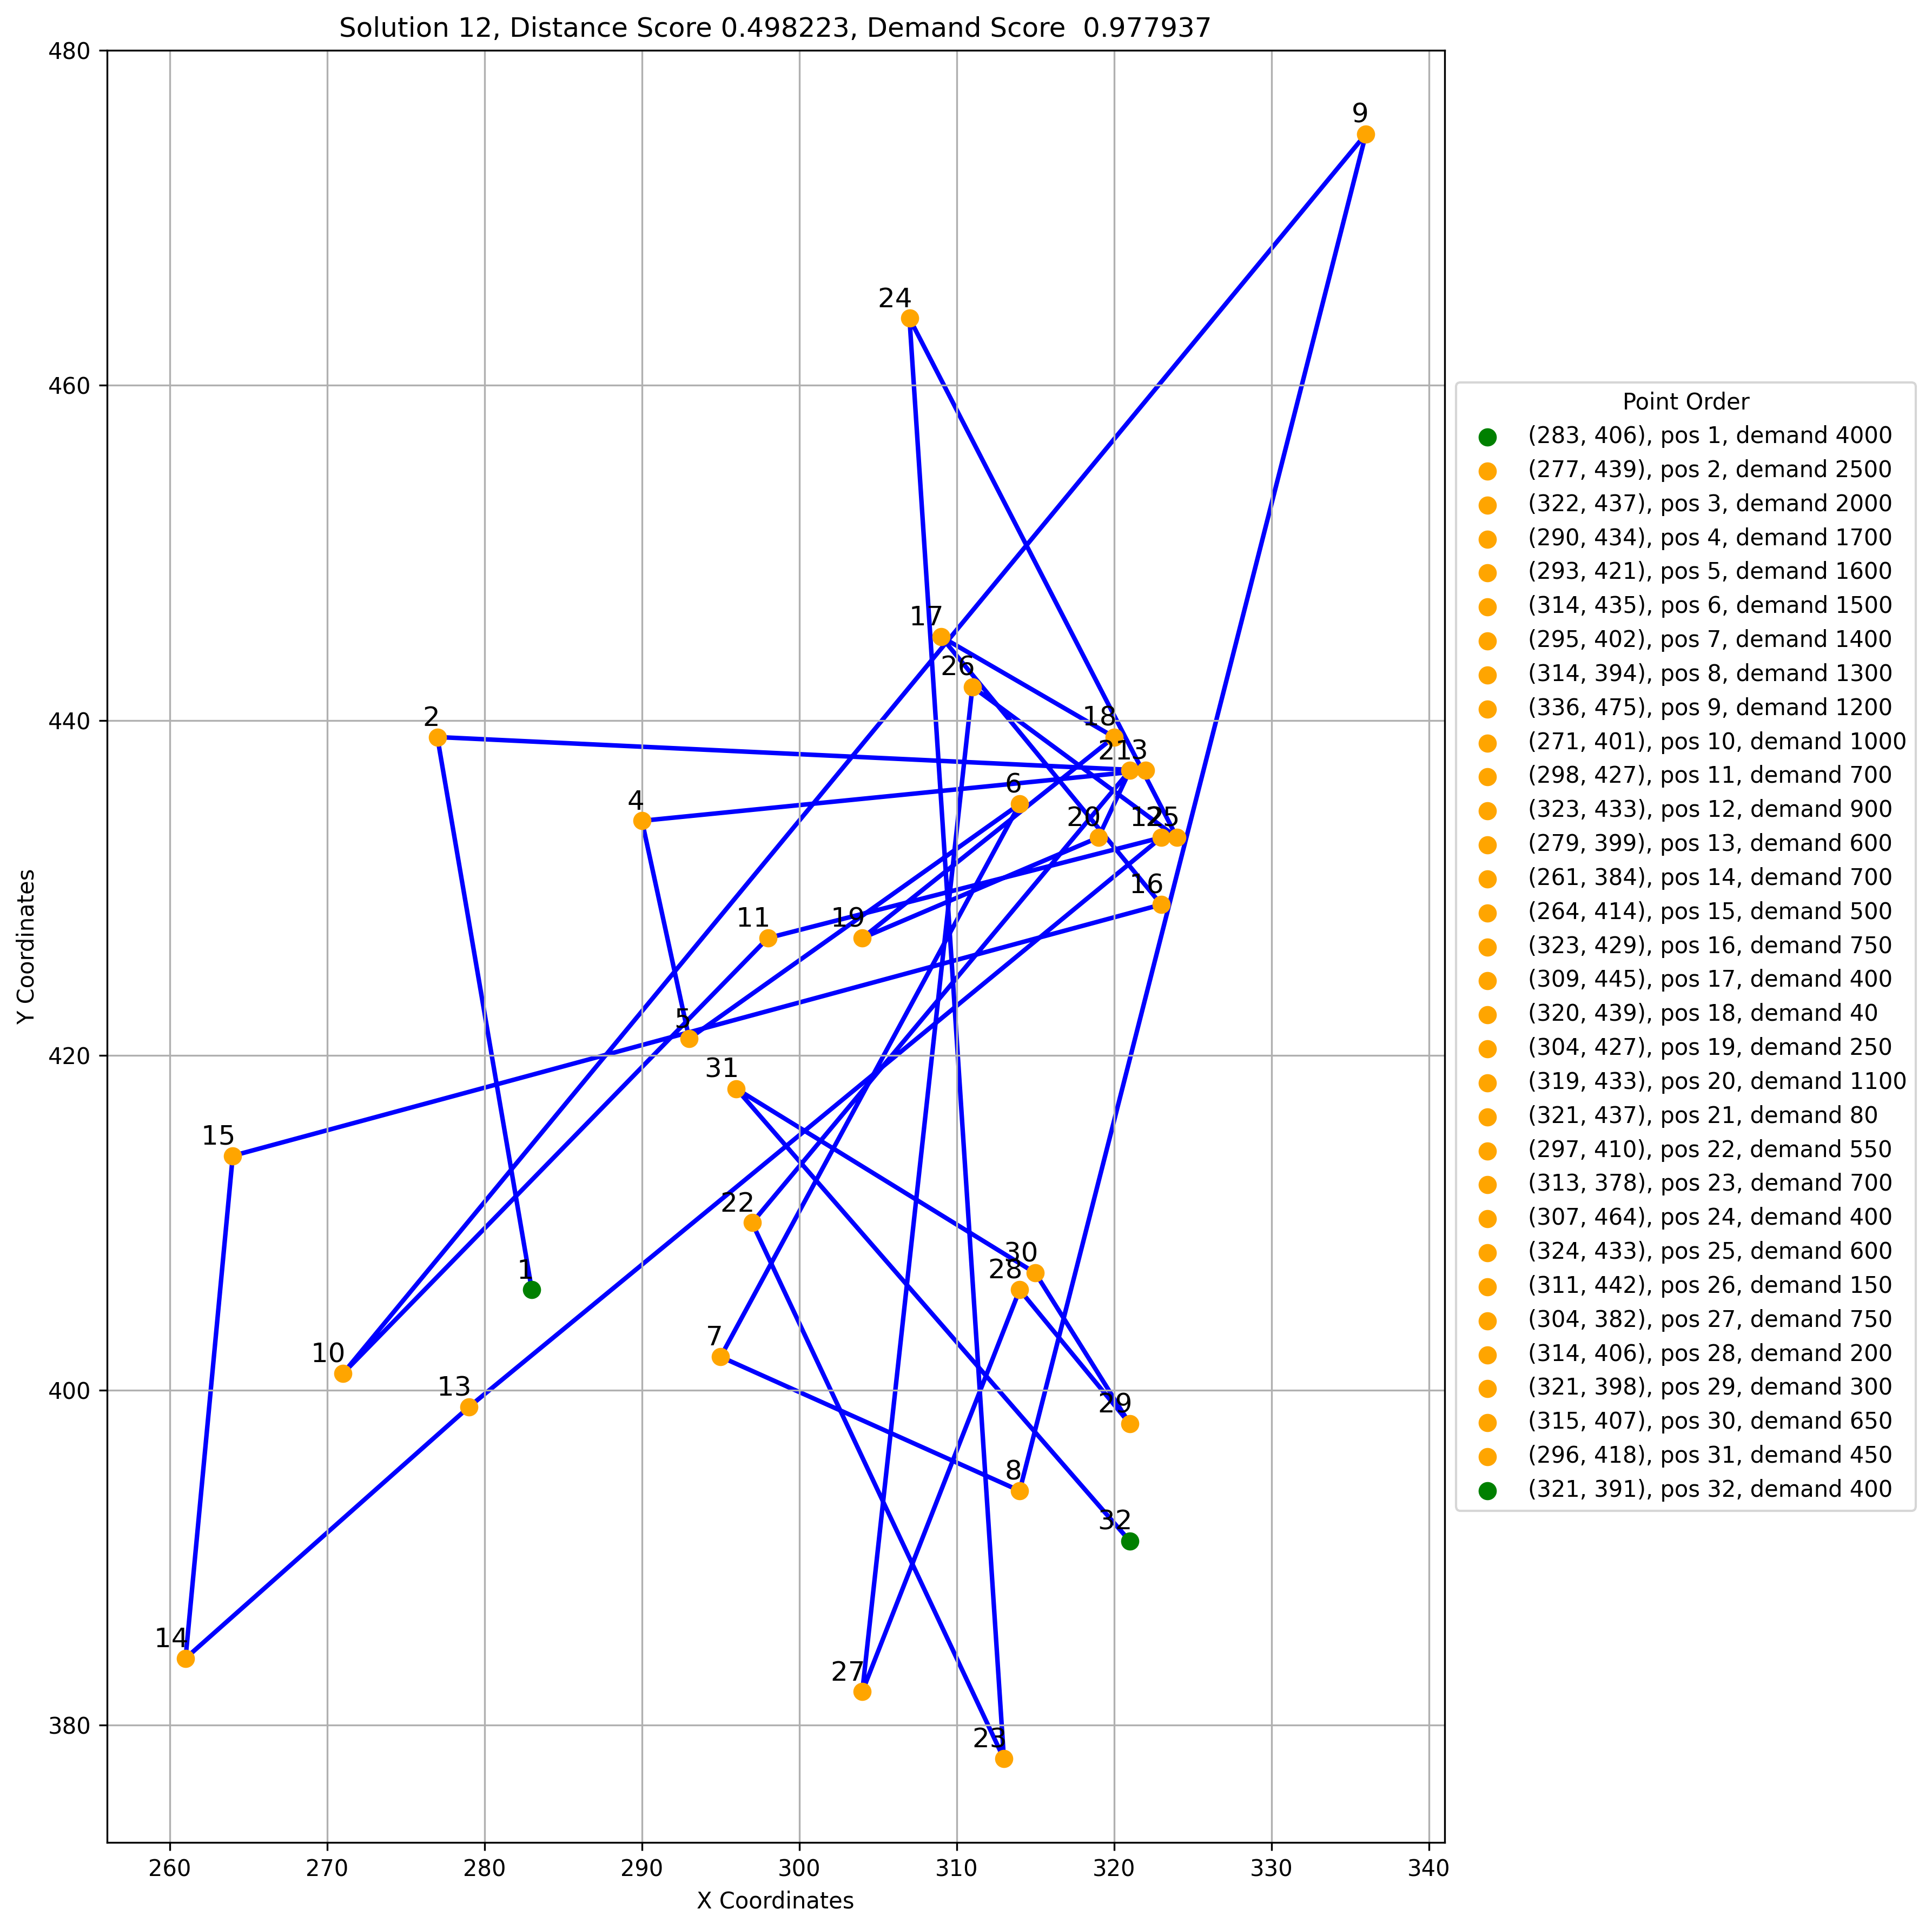 Solution 12, Distance Score 0.498223, Demand Score  0.977937
480
460
440
420
400
380
Y Coordinates
260 270 280 290 300 310 320 330 340
X Coordinates
9
24
17
26
2
18
21 3
6
4
20
12 25
16
11
19
5
31
15
22
30
28
1
7
10
13
29
8
32
14
27
23
Point Order
(283, 406), pos 1, demand 4000
(277, 439), pos 2, demand 2500
(322, 437), pos 3, demand 2000
(290, 434), pos 4, demand 1700
(293, 421), pos 5, demand 1600
(314, 435), pos 6, demand 1500
(295, 402), pos 7, demand 1400
(314, 394), pos 8, demand 1300
(336, 475), pos 9, demand 1200
(271, 401), pos 10, demand 1000
(298, 427), pos 11, demand 700
(323, 433), pos 12, demand 900
(279, 399), pos 13, demand 600
(261, 384), pos 14, demand 700
(264, 414), pos 15, demand 500
(323, 429), pos 16, demand 750
(309, 445), pos 17, demand 400
(320, 439), pos 18, demand 40
(304, 427), pos 19, demand 250
(319, 433), pos 20, demand 1100
(321, 437), pos 21, demand 80
(297, 410), pos 22, demand 550
(313, 378), pos 23, demand 700
(307, 464), pos 24, demand 400
(324, 433), pos 25, demand 600
(311, 442), pos 26, demand 150
(304, 382), pos 27, demand 750
(314, 406), pos 28, demand 200
(321, 398), pos 29, demand 300
(315, 407), pos 30, demand 650
(296, 418), pos 31, demand 450
(321, 391), pos 32, demand 400